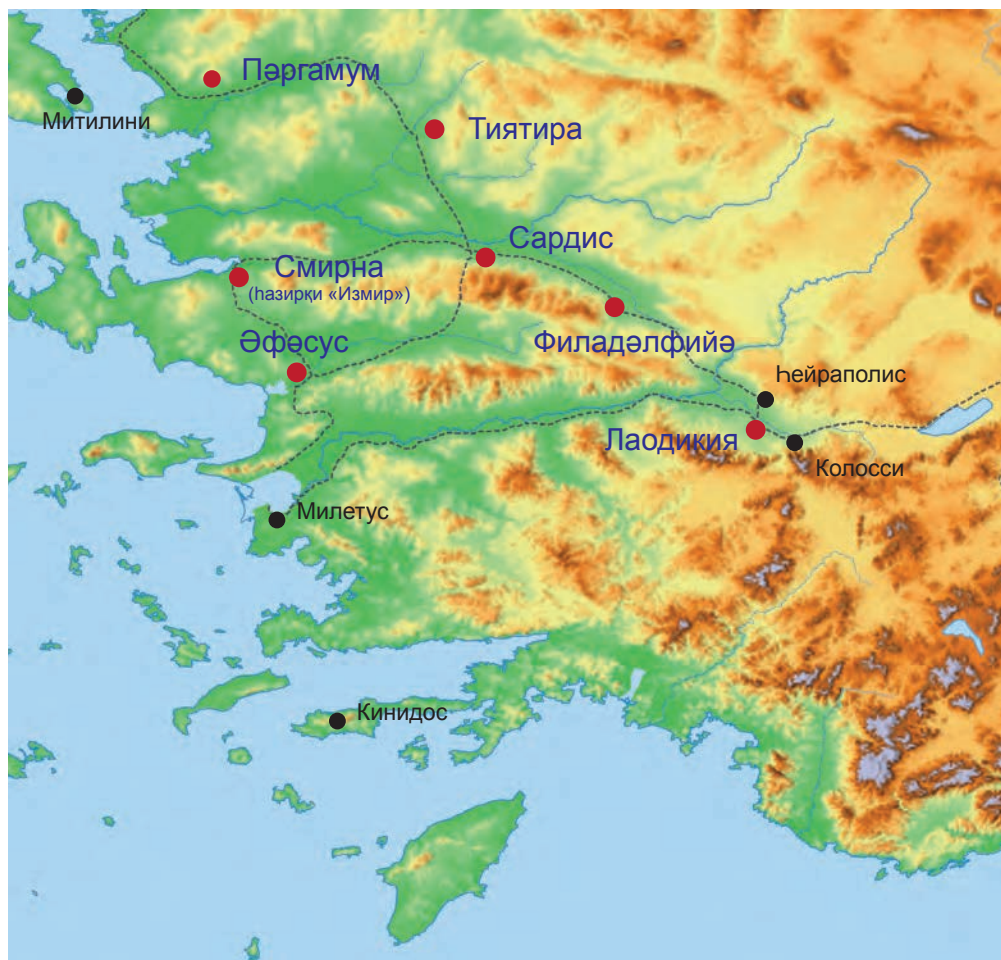 Пәргамум
Митилини
Тиятира
Сардис
Смирна
(һазирқи «Измир»)
Әфәсус
Филадәлфийә
Һейраполис
Лаодикия
Колосси
Милетус
Кинидос